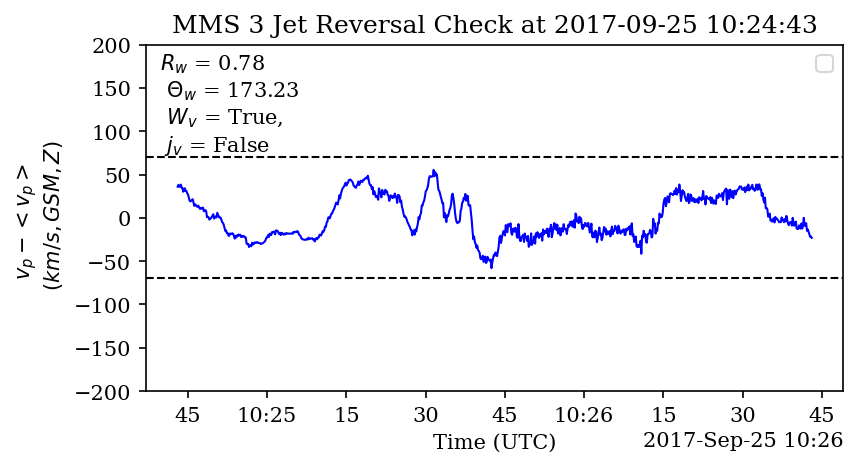 MMS 3 Jet Reversal Check at 2017-09-25 10:24:43
R_w = 0.78
Θ_w = 173.23
W_v = True,
j_v = False
v_p − <v_p>
(km/s, GSM, Z)
200
150
100
50
0
−50
−100
−150
−200
45 10:25 15 30 45 10:26 15 30 45
Time (UTC)
2017-Sep-25 10:26